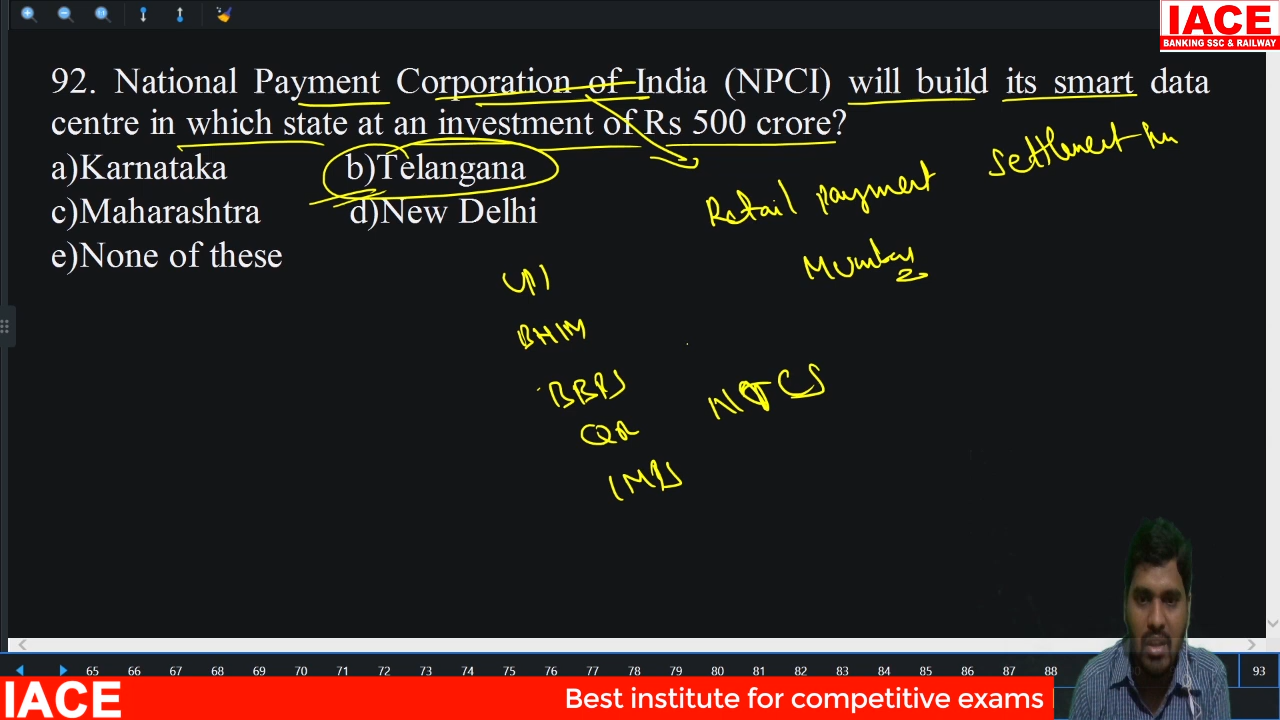 IACE
BANKING SSC & RAILWAY
92. National Payment Corporation of India (NPCI) will build its smart data
centre in which state at an investment of Rs 500 crore?
a)Karnataka b)Telangana
c)Maharashtra d)New Delhi
e)None of these
Settlement
Retail payment
Mumbai
UPI
BHIM
BBPS
QR
IMPS
65 66 67 68 69 70 71 72 73 74 75 76 77 78 79 80 81 82 83 84 85 86 87 88 93
IACE
Best institute for competitive exams